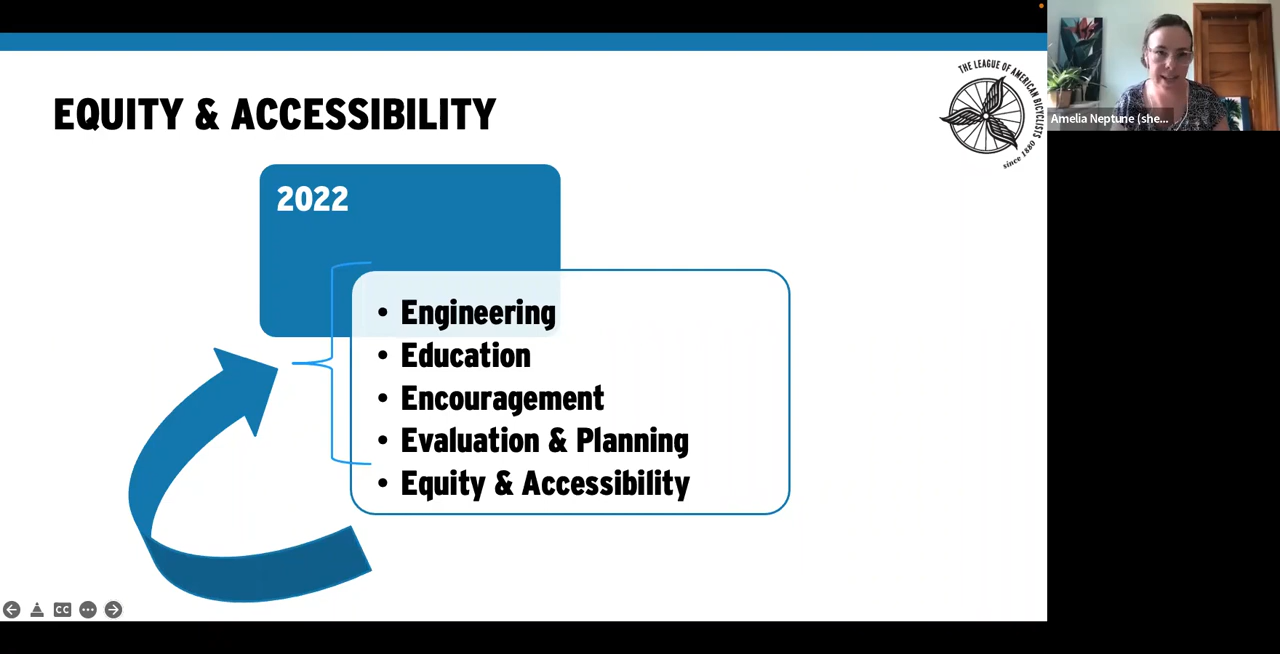 EQUITY & ACCESSIBILITY
THE LEAGUE OF AMERICAN BICYCLISTS
since 1880
Amelia Neptune (she...
2022
• Engineering
• Education
• Encouragement
• Evaluation & Planning
• Equity & Accessibility
CC